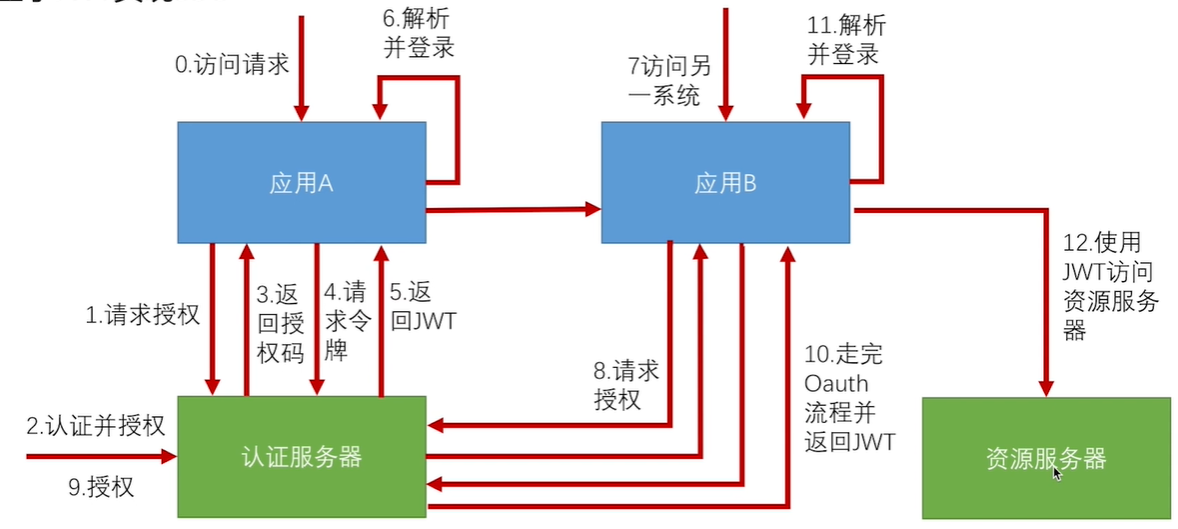 6.解析
并登录
11.解析
并登录
0.访问请求
7访问另
一系统
应用A
应用B
12.使用
JWT访问
资源服务
器
1.请求授权
3.返
回授
权码
4.请
求令
牌
5.返
回JWT
8.请求
授权
10.走完
Oauth
流程并
返回JWT
2.认证并授权
认证服务器
资源服务器
9.授权